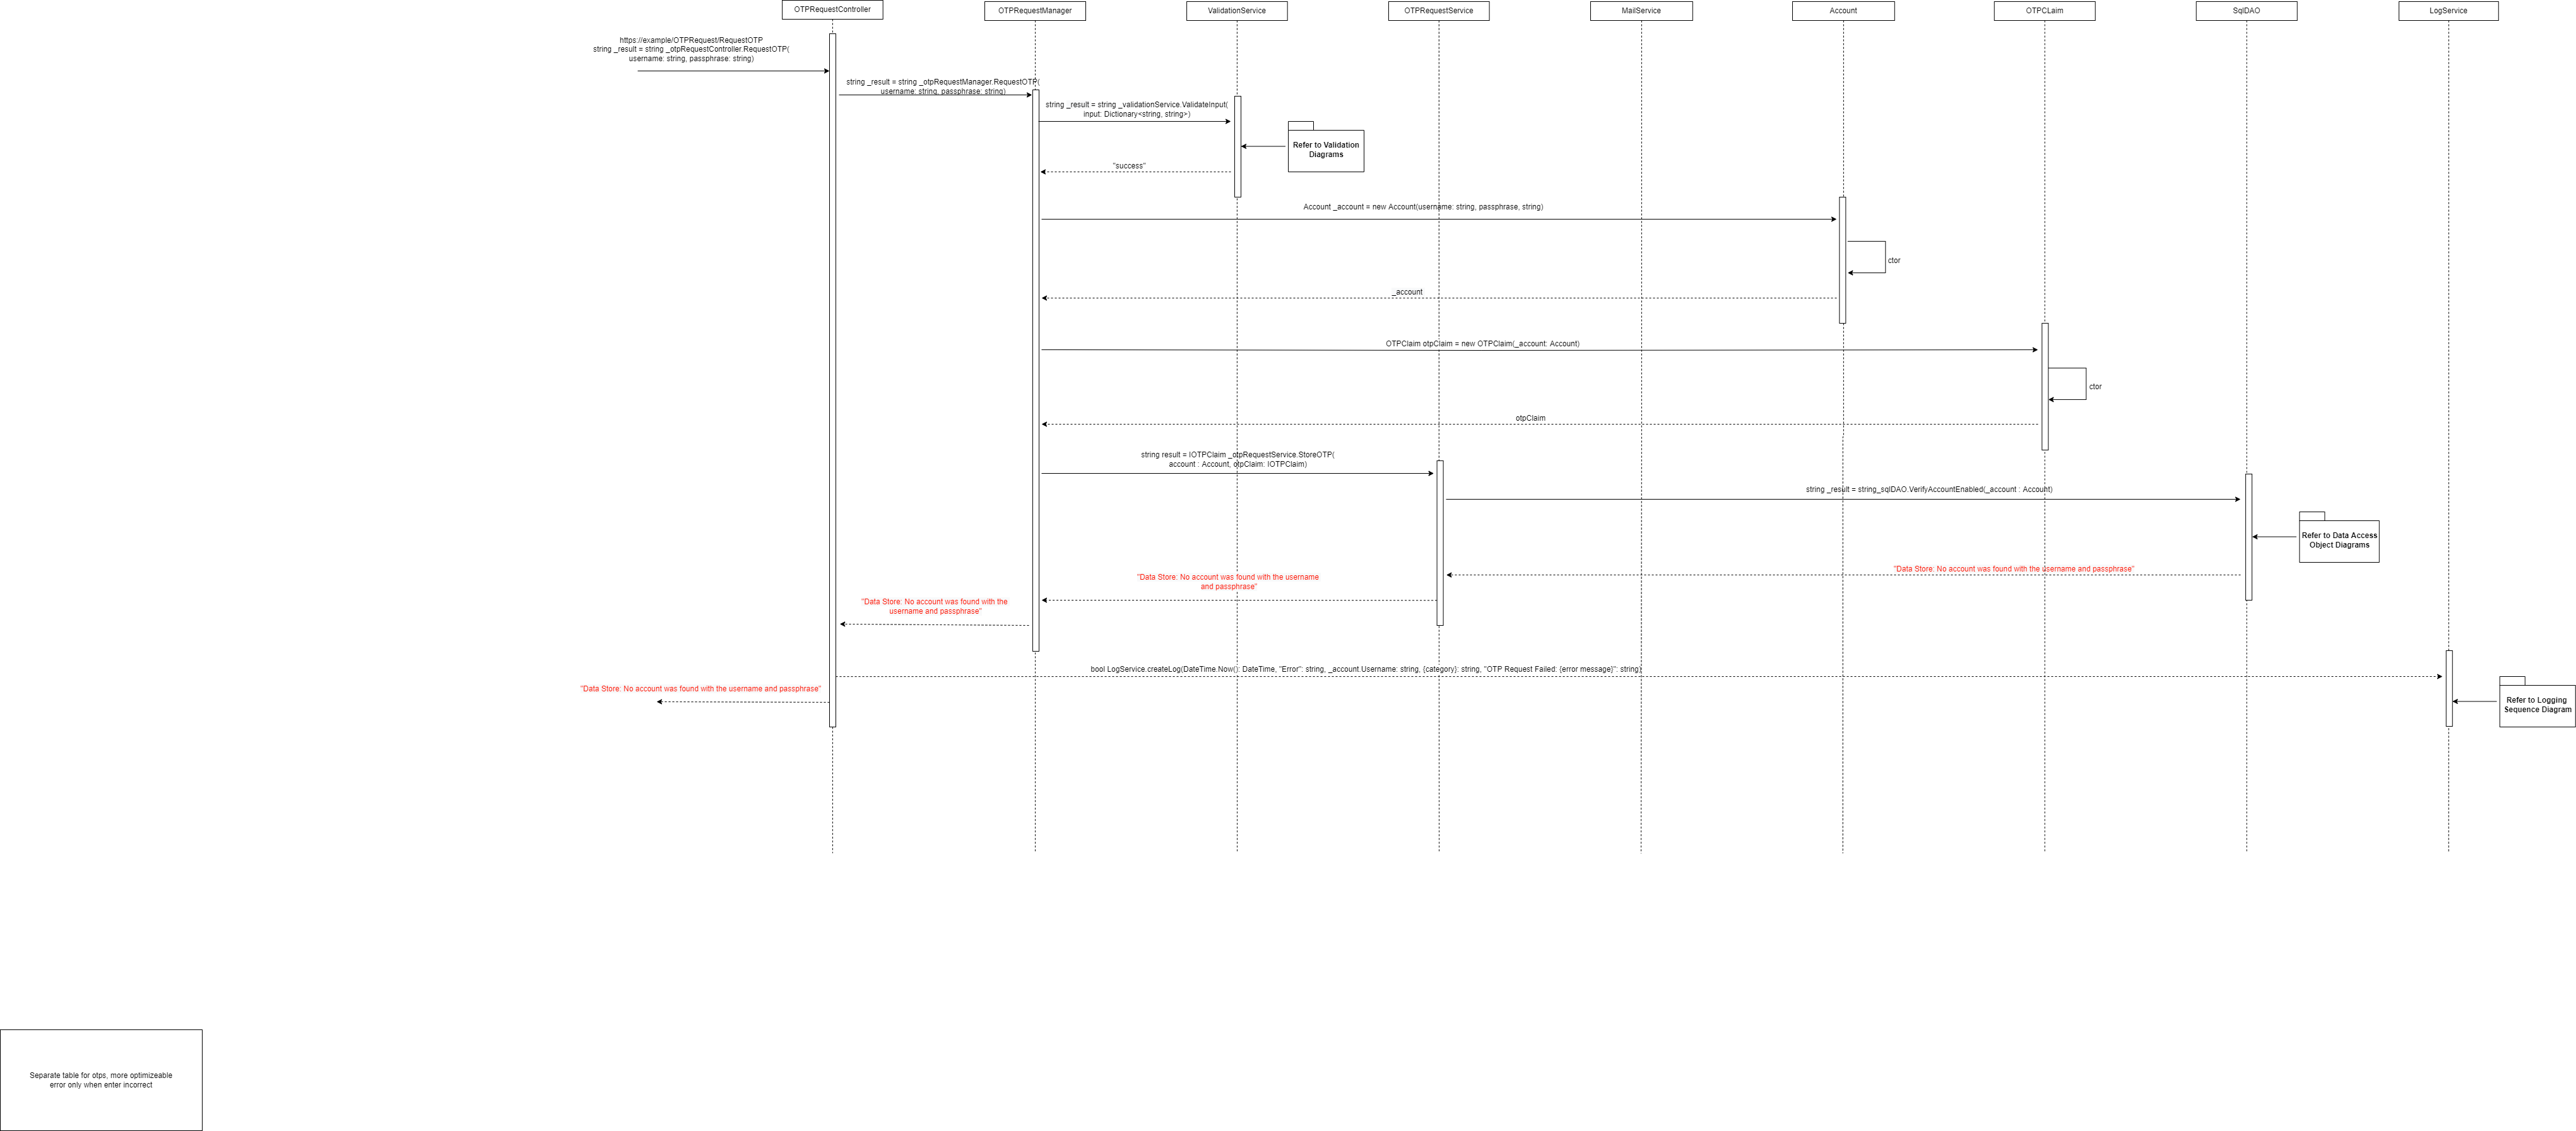 OTPRequestController
OTPRequestManager
ValidationService
OTPRequestService
MailService
Account
OTPCLaim
SqlDAO
LogService
https://example/OTPRequest/RequestOTP
string _result = string _otpRequestController.RequestOTP(
username: string, passphrase: string)
string _result = string _otpRequestManager.RequestOTP(
username: string, passphrase: string)
string _result = string _validationService.ValidateInput(
input: Dictionary<string, string>)
Refer to Validation
Diagrams
"success"
Account _account = new Account(username: string, passphrase, string)
ctor
_account
OTPClaim otpClaim = new OTPClaim(_account: Account)
ctor
otpClaim
string result = IOTPClaim _otpRequestService.StoreOTP(
account : Account, otpClaim: IOTPClaim)
string _result = string_sqlDAO.VerifyAccountEnabled(_account : Account)
Refer to Data Access
Object Diagrams
"Data Store: No account was found with the username and passphrase"
"Data Store: No account was found with the username
and passphrase"
"Data Store: No account was found with the
username and passphrase"
bool LogService.createLog(DateTime.Now(): DateTime, "Error": string, _account.Username: string, {category}: string, "OTP Request Failed: {error message}": string)
"Data Store: No account was found with the username and passphrase"
Refer to Logging
Sequence Diagram
Separate table for otps, more optimizeable
error only when enter incorrect